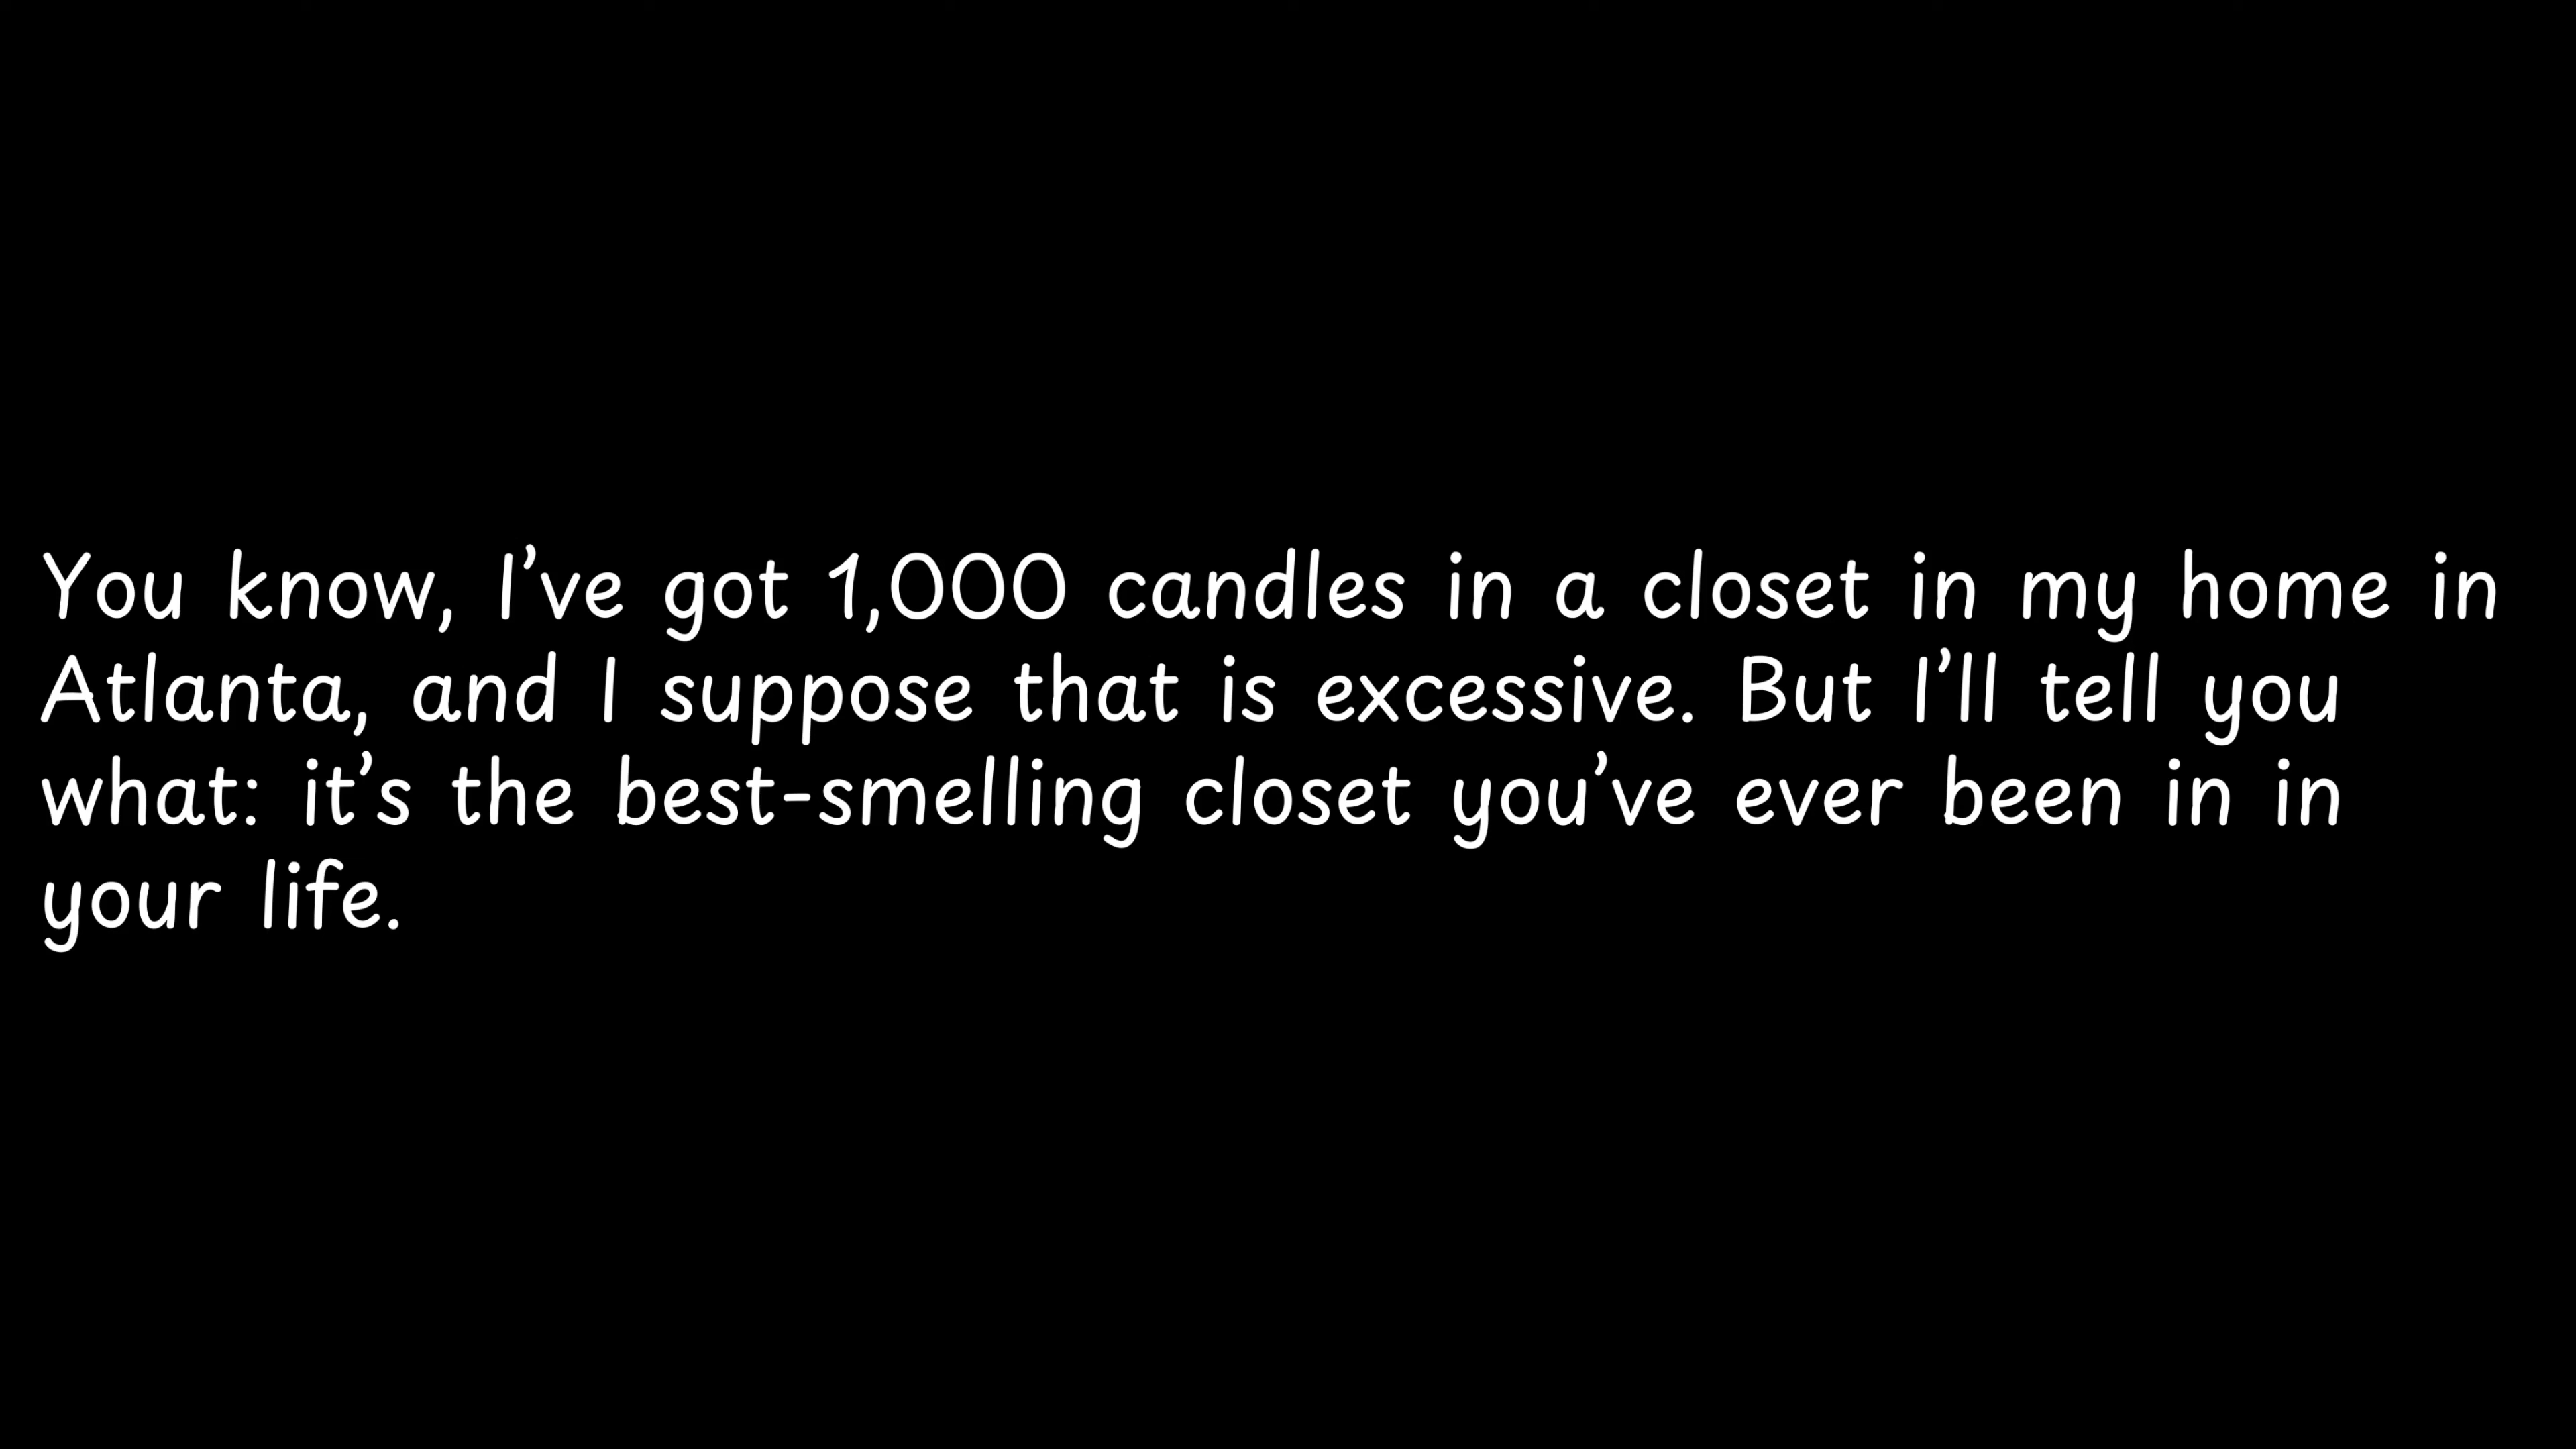 You know, I’ve got 1,000 candles in a closet in my home in
Atlanta, and I suppose that is excessive. But I’ll tell you
what: it’s the best-smelling closet you’ve ever been in in
your life.